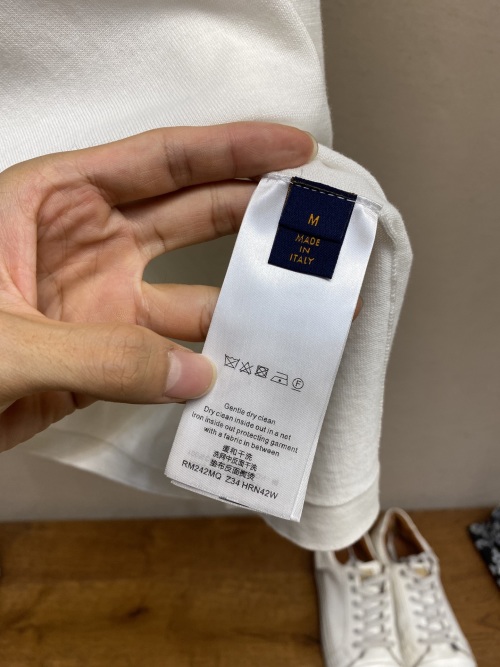 M
MADE
IN
ITALY
F
Gentle dry clean
Dry clean inside out in a net
Iron inside out protecting garment
with a fabric in between
缓和干洗
洗网中反面干洗
垫布反面熨烫
RM242MQ Z34 HRN42W